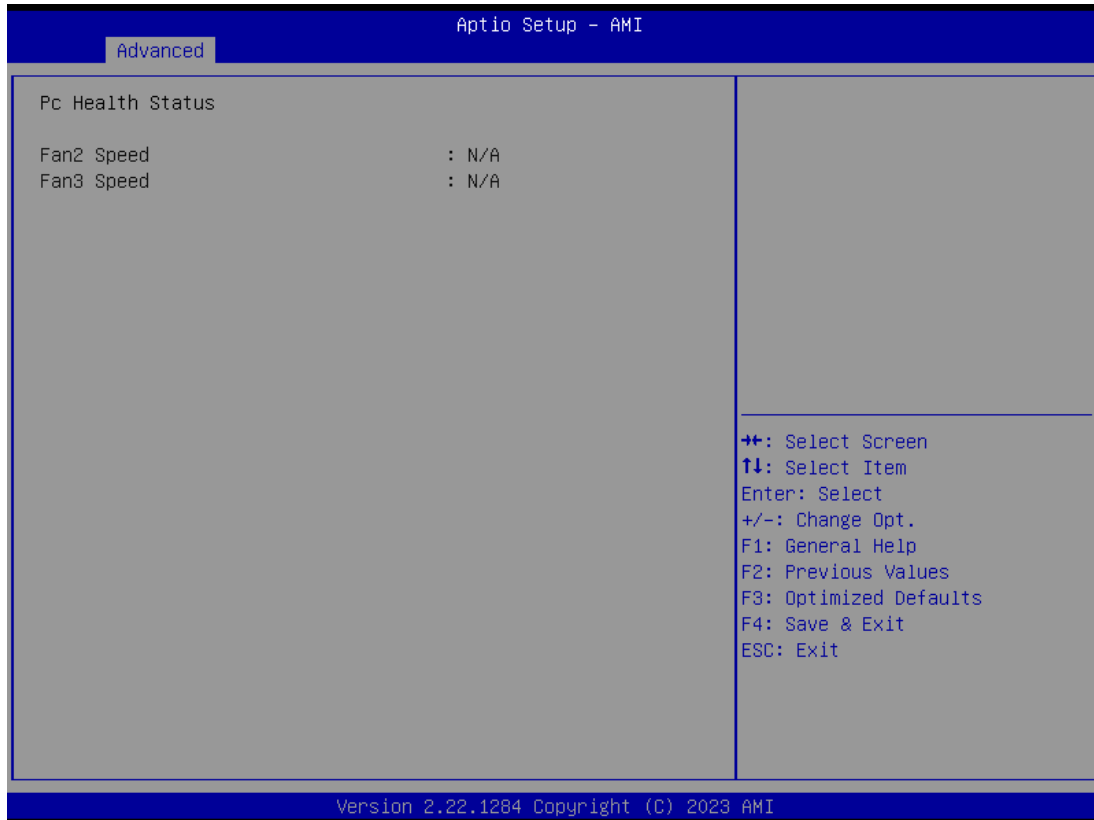 Aptio Setup – AMI
Advanced
Pc Health Status
Fan2 Speed : N/A
Fan3 Speed : N/A
→←: Select Screen
↑↓: Select Item
Enter: Select
+/-: Change Opt.
F1: General Help
F2: Previous Values
F3: Optimized Defaults
F4: Save & Exit
ESC: Exit
Version 2.22.1284 Copyright (C) 2023 AMI